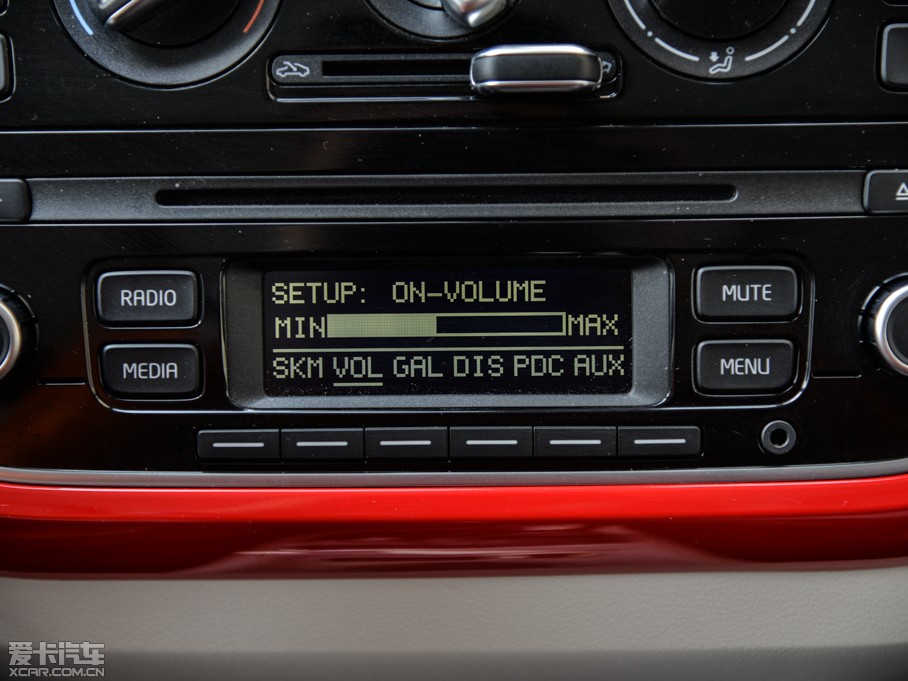 RADIO
MEDIA
SETUP: ON-VOLUME
MIN MAX
SKM VOL GAL DIS PDC AUX
MUTE
MENU
爱卡汽车
XCAR.COM.CN